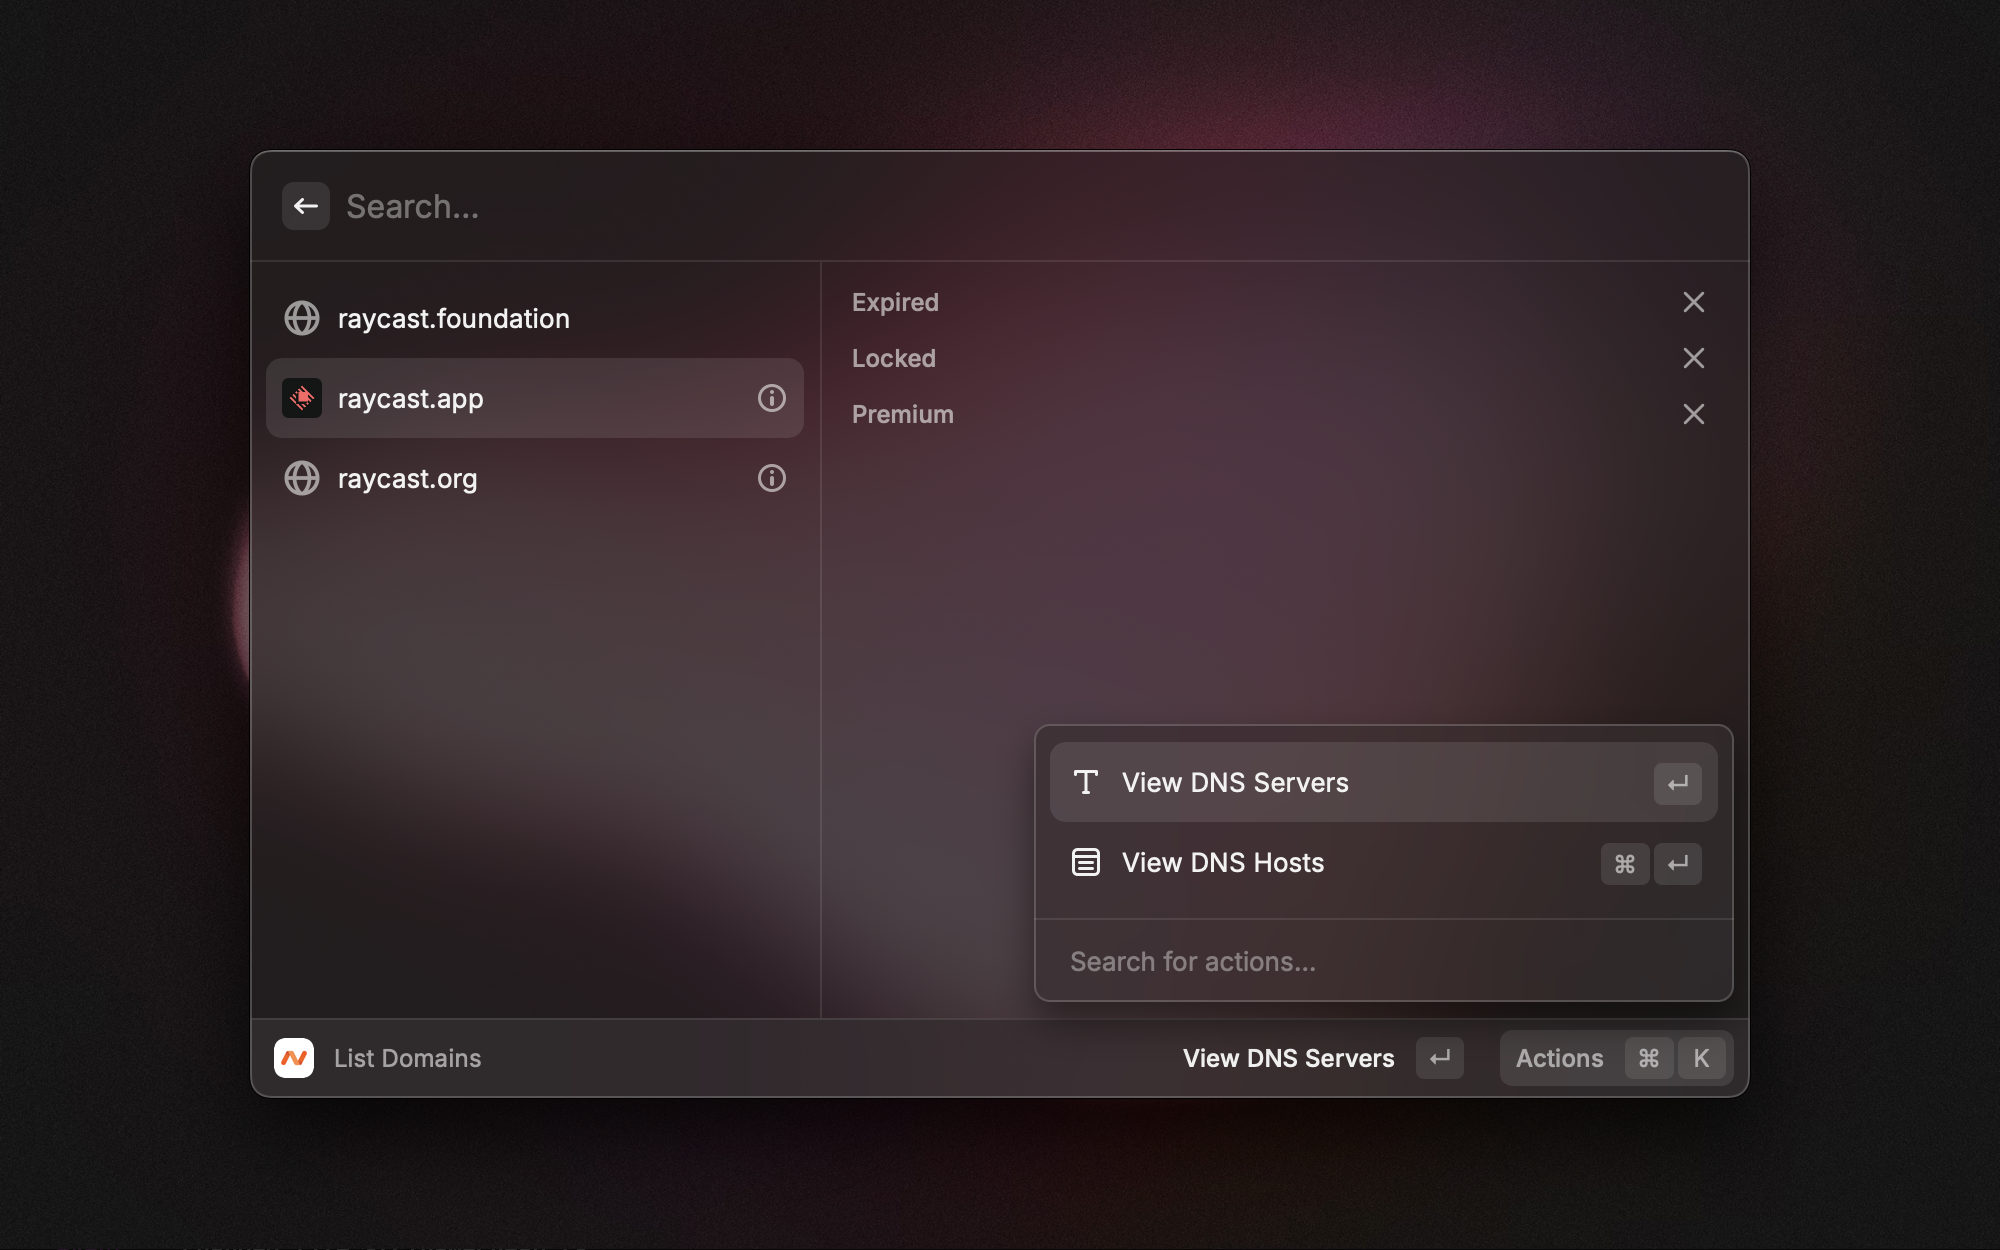 Search...
raycast.foundation
raycast.app
raycast.org
Expired
Locked
Premium
View DNS Servers
View DNS Hosts
⌘
Search for actions...
List Domains
View DNS Servers
Actions ⌘ K